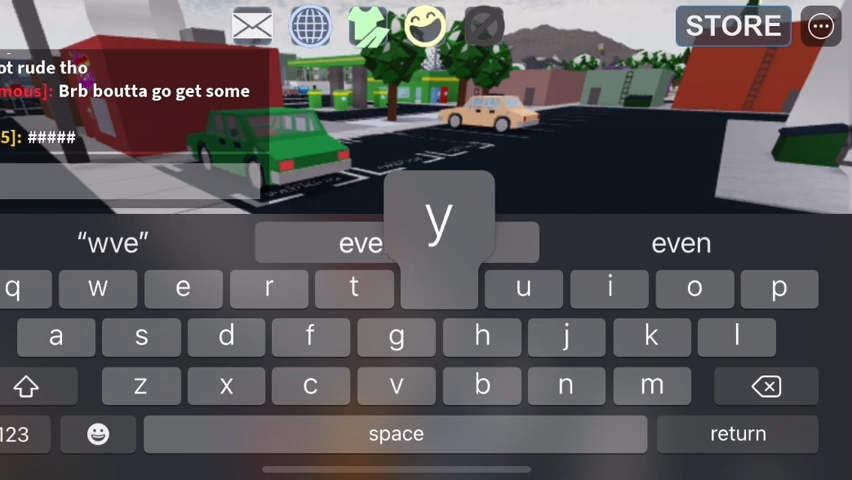 STORE
ot rude tho
mous]: Brb boutta go get some
5]: #####
y
“wve”
eve
even
q w e r t u i o p
a s d f g h j k l
z x c v b n m
123 space return